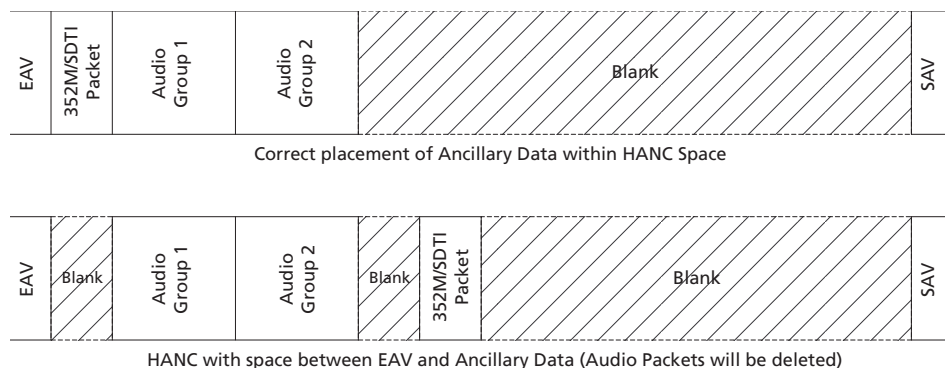 EAV
352M/SDTI
Packet
Audio
Group 1
Audio
Group 2
Blank
SAV
Correct placement of Ancillary Data within HANC Space
EAV
Blank
Audio
Group 1
Audio
Group 2
Blank
352M/SDTI
Packet
Blank
SAV
HANC with space between EAV and Ancillary Data (Audio Packets will be deleted)